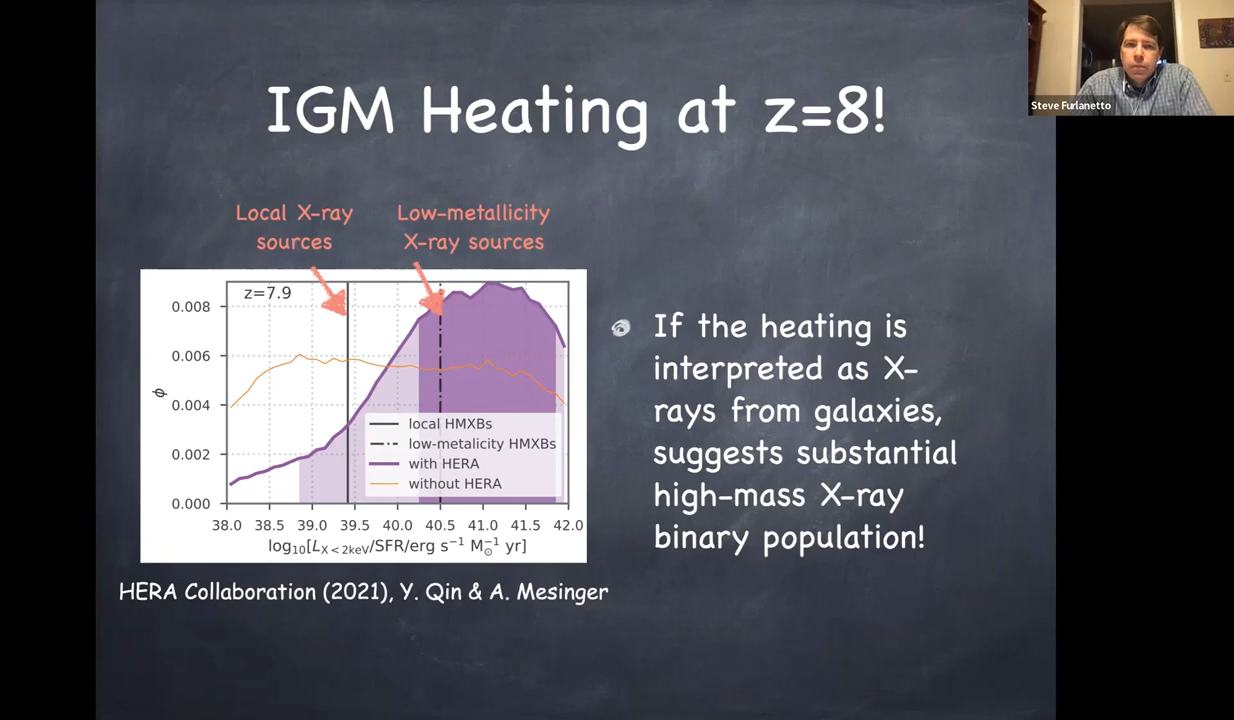 IGM Heating at z=8!
Steve Furlanetto
Local X-ray
sources
Low-metallicity
X-ray sources
z=7.9
0.008
0.006
0.004
0.002
0.000
ϕ
local HMXBs
low-metalicity HMXBs
with HERA
without HERA
38.0 38.5 39.0 39.5 40.0 40.5 41.0 41.5 42.0
log₁₀[L_X<2keV/SFR/erg s⁻¹ M⊙⁻¹ yr]
HERA Collaboration (2021), Y. Qin & A. Mesinger
If the heating is
interpreted as X-
rays from galaxies,
suggests substantial
high-mass X-ray
binary population!